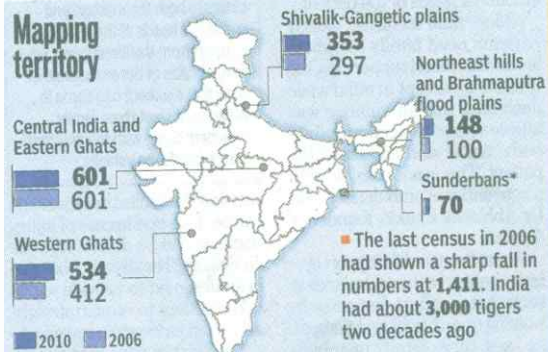 Mapping
territory
Shivalik-Gangetic plains
353
297
Northeast hills
and Brahmaputra
flood plains
148
100
Central India and
Eastern Ghats
601
601
Sunderbans*
70
Western Ghats
534
412
The last census in 2006
had shown a sharp fall in
numbers at 1,411. India
had about 3,000 tigers
two decades ago
2010 2006